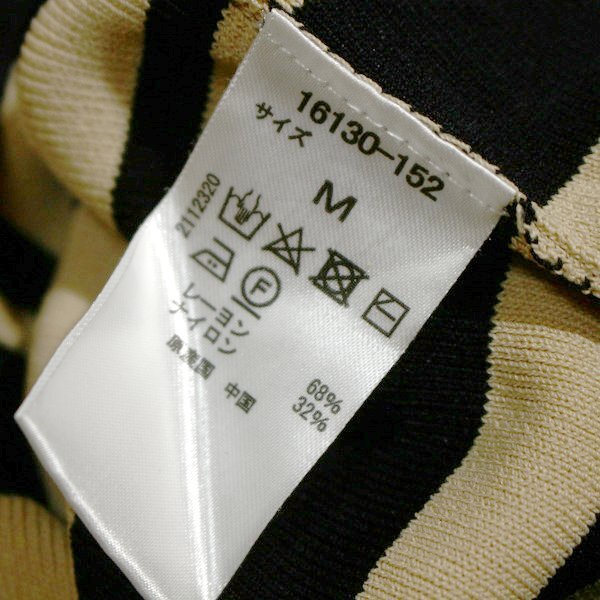 16130-152
サイズ
M
2112320
F
レーヨン 68%
ナイロン 32%
原産国 中国